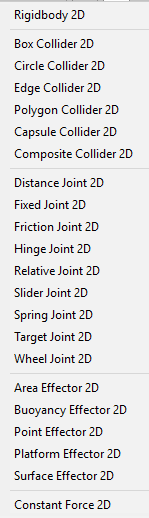 Rigidbody 2D
Box Collider 2D
Circle Collider 2D
Edge Collider 2D
Polygon Collider 2D
Capsule Collider 2D
Composite Collider 2D
Distance Joint 2D
Fixed Joint 2D
Friction Joint 2D
Hinge Joint 2D
Relative Joint 2D
Slider Joint 2D
Spring Joint 2D
Target Joint 2D
Wheel Joint 2D
Area Effector 2D
Buoyancy Effector 2D
Point Effector 2D
Platform Effector 2D
Surface Effector 2D
Constant Force 2D